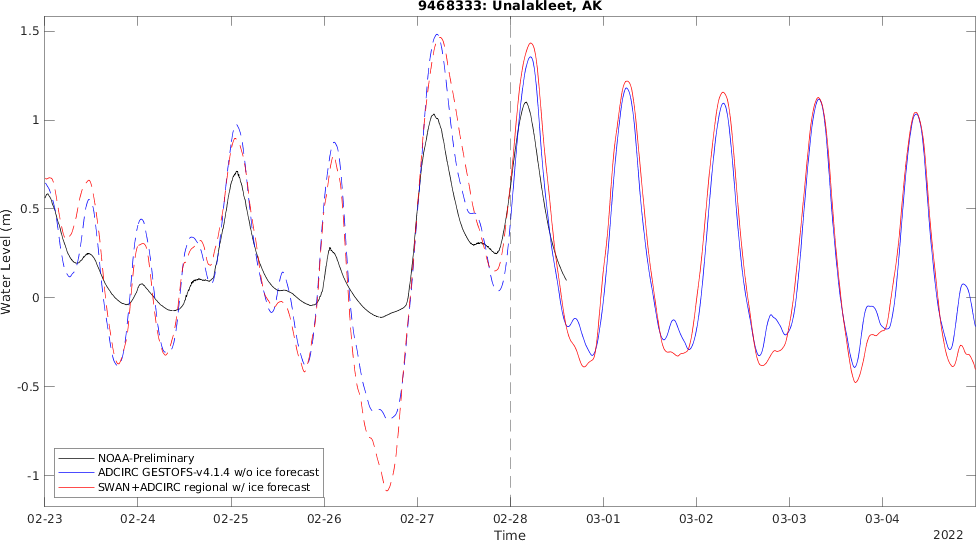 9468333: Unalakleet, AK
Water Level (m)
1.5
1
0.5
0
-0.5
-1
NOAA-Preliminary
ADCIRC GESTOFS-v4.1.4 w/o ice forecast
SWAN+ADCIRC regional w/ ice forecast
02-23 02-24 02-25 02-26 02-27 02-28 03-01 03-02 03-03 03-04
Time
2022